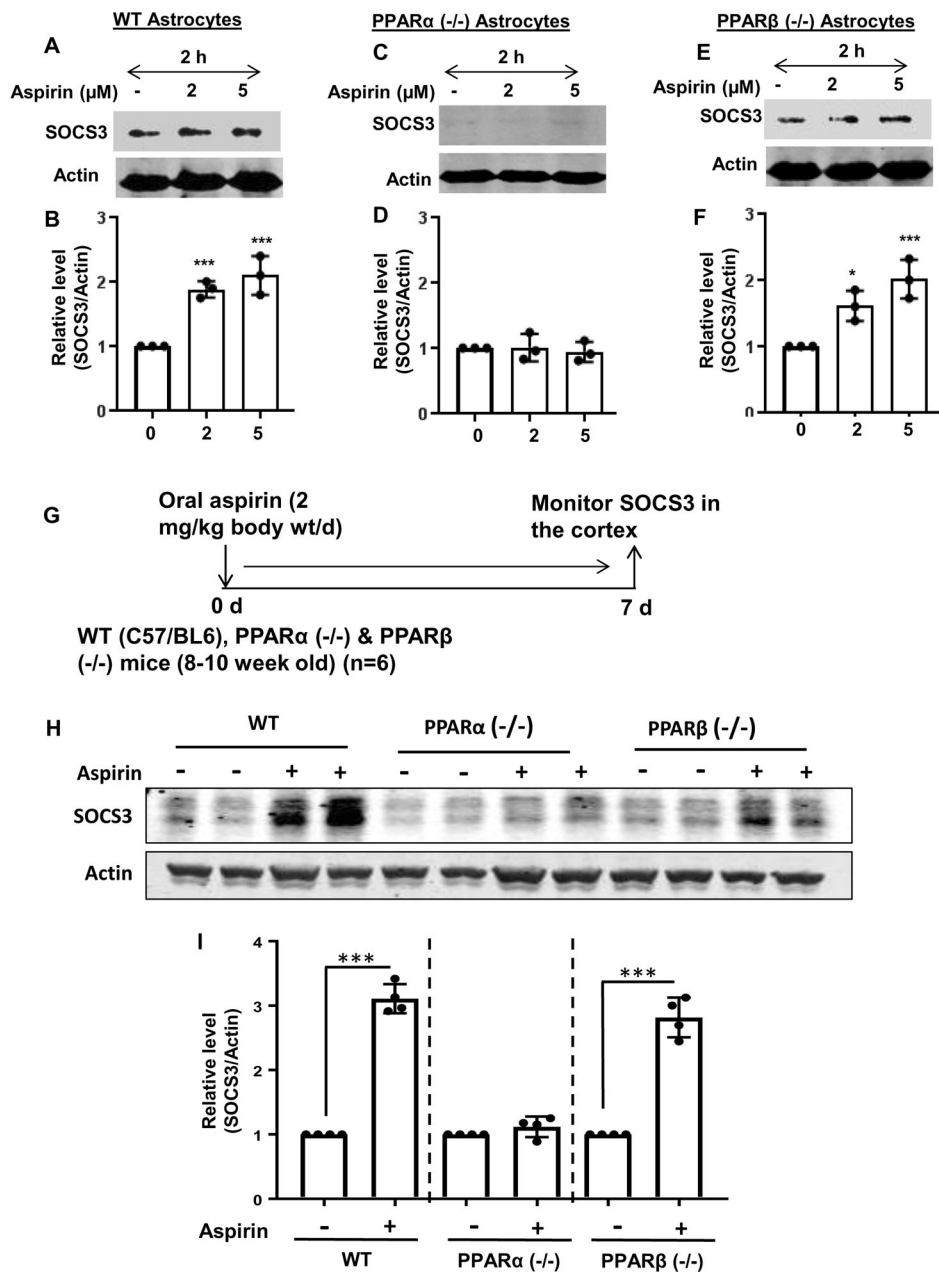 WT Astrocytes
A
2 h
Aspirin (µM) - 2 5
SOCS3
Actin
B
Relative level
(SOCS3/Actin)
3
2
1
0
***
***
0 2 5
PPARα (-/-) Astrocytes
C
2 h
Aspirin (µM) - 2 5
SOCS3
Actin
D
Relative level
(SOCS3/Actin)
3
2
1
0
0 2 5
PPARβ (-/-) Astrocytes
E
2 h
Aspirin (µM) - 2 5
SOCS3
Actin
F
Relative level
(SOCS3/Actin)
3
2
1
0
*
***
0 2 5
G
Oral aspirin (2
mg/kg body wt/d)
Monitor SOCS3 in
the cortex
0 d
7 d
WT (C57/BL6), PPARα (-/-) & PPARβ
(-/-) mice (8-10 week old) (n=6)
H
WT PPARα (-/-) PPARβ (-/-)
Aspirin - - + + - - + + - - + +
SOCS3
Actin
I
Relative level
(SOCS3/Actin)
4
3
2
1
0
***
***
Aspirin - + - + - +
WT PPARα (-/-) PPARβ (-/-)